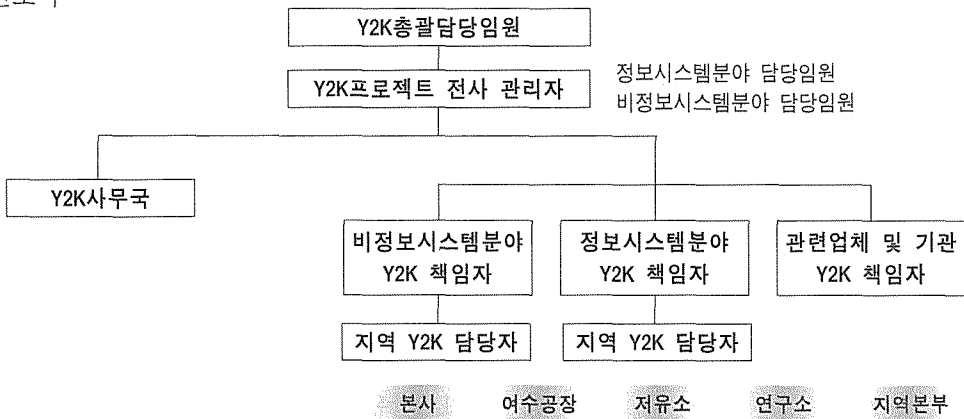 Y2K총괄담당임원
Y2K프로젝트 전사 관리자
정보시스템분야 담당임원
비정보시스템분야 담당임원
Y2K사무국
비정보시스템분야
Y2K 책임자
정보시스템분야
Y2K 책임자
관련업체 및 기관
Y2K 책임자
지역 Y2K 담당자
지역 Y2K 담당자
본사 여수공장 저유소 연구소 지역본부